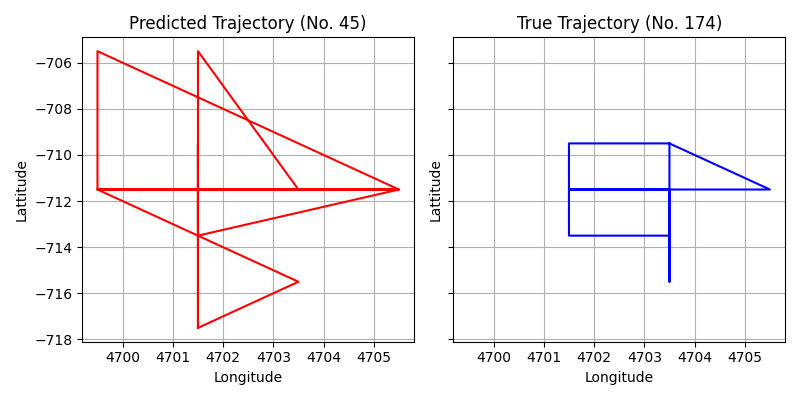 Predicted Trajectory (No. 45)
True Trajectory (No. 174)
Lattitude
−706
−708
−710
−712
−714
−716
−718
4700 4701 4702 4703 4704 4705
Longitude
Lattitude
4700 4701 4702 4703 4704 4705
Longitude